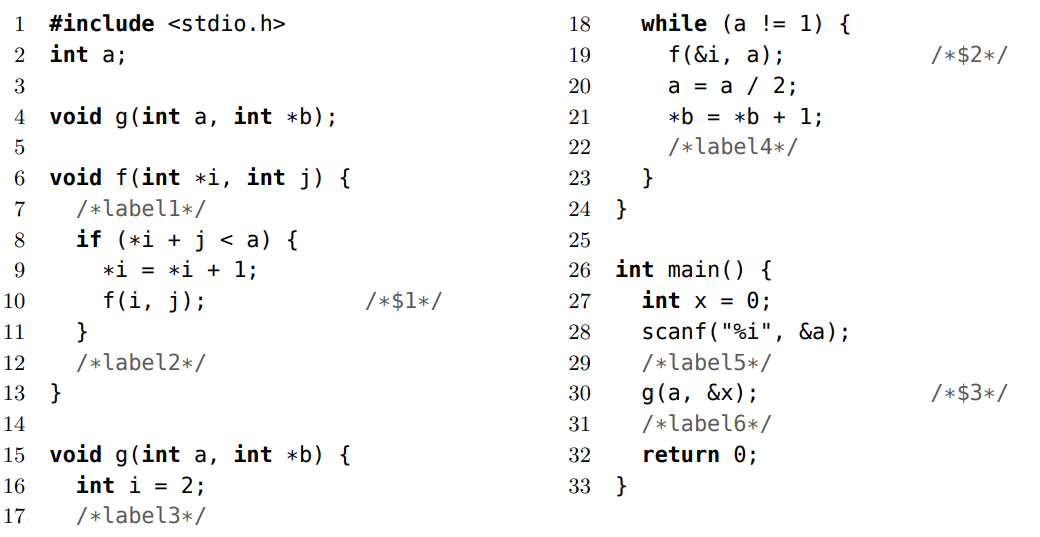 1 #include <stdio.h>
2 int a;
3
4 void g(int a, int *b);
5
6 void f(int *i, int j) {
7   /*label1*/
8   if (*i + j < a) {
9     *i = *i + 1;
10     f(i, j);          /*$1*/
11   }
12   /*label2*/
13 }
14
15 void g(int a, int *b) {
16   int i = 2;
17   /*label3*/
18   while (a != 1) {
19     f(&i, a);          /*$2*/
20     a = a / 2;
21     *b = *b + 1;
22     /*label4*/
23   }
24 }
25
26 int main() {
27   int x = 0;
28   scanf("%i", &a);
29   /*label5*/
30   g(a, &x);          /*$3*/
31   /*label6*/
32   return 0;
33 }